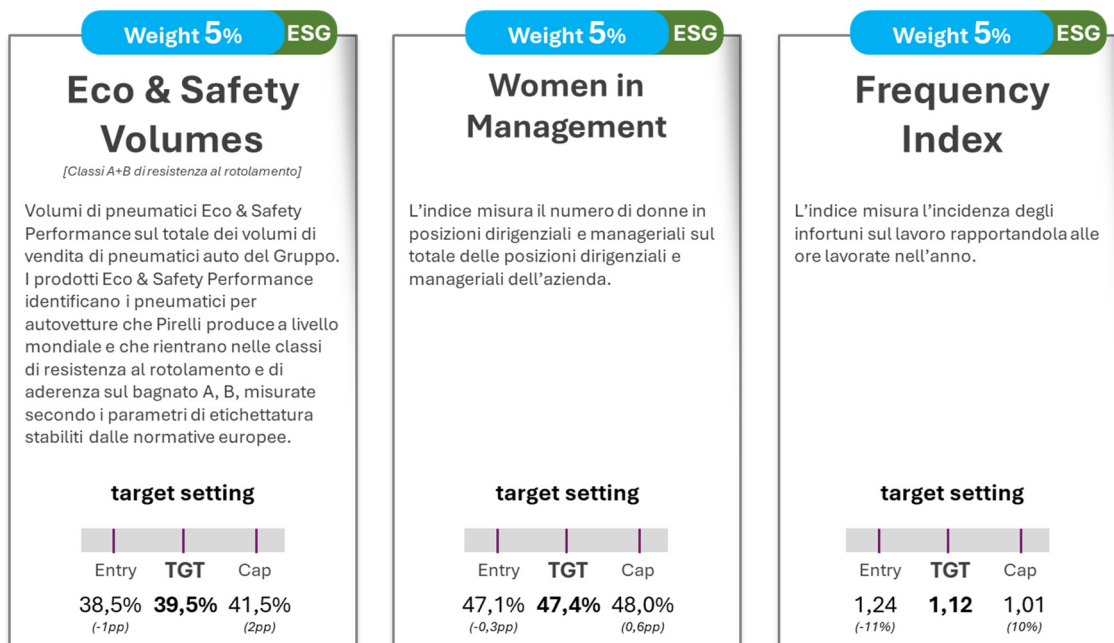 Weight 5% ESG
Eco & Safety
Volumes
[Classi A+B di resistenza al rotolamento]
Volumi di pneumatici Eco & Safety
Performance sul totale dei volumi di
vendita di pneumatici auto del Gruppo.
I prodotti Eco & Safety Performance
identificano i pneumatici per
autovetture che Pirelli produce a livello
mondiale e che rientrano nelle classi
di resistenza al rotolamento e di
aderenza sul bagnato A, B, misurate
secondo i parametri di etichettatura
stabiliti dalle normative europee.
target setting
Entry TGT Cap
38,5% 39,5% 41,5%
(-1pp) (2pp)
Weight 5% ESG
Women in
Management
L'indice misura il numero di donne in
posizioni dirigenziali e manageriali sul
totale delle posizioni dirigenziali e
manageriali dell'azienda.
target setting
Entry TGT Cap
47,1% 47,4% 48,0%
(-0,3pp) (0,6pp)
Weight 5% ESG
Frequency
Index
L'indice misura l'incidenza degli
infortuni sul lavoro rapportandola alle
ore lavorate nell'anno.
target setting
Entry TGT Cap
1,24 1,12 1,01
(-11%) (10%)